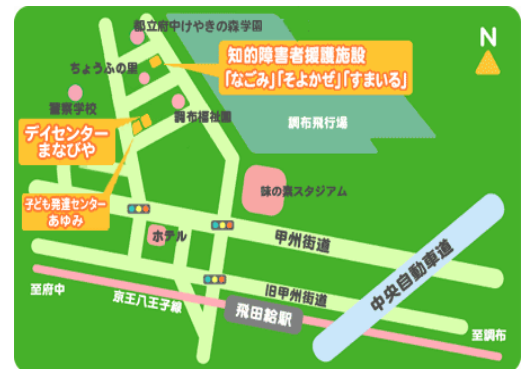 都立府中けやきの森学園
N
知的障害者援護施設
「なごみ」「そよかぜ」「すまいる」
ちょうふの里
警察学校
調布福祉園
調布飛行場
デイセンター
まなびや
味の素スタジアム
子ども発達センター
あゆみ
ホテル
甲州街道
中央自動車道
至府中
京王八王子線
旧甲州街道
飛田給駅
至調布